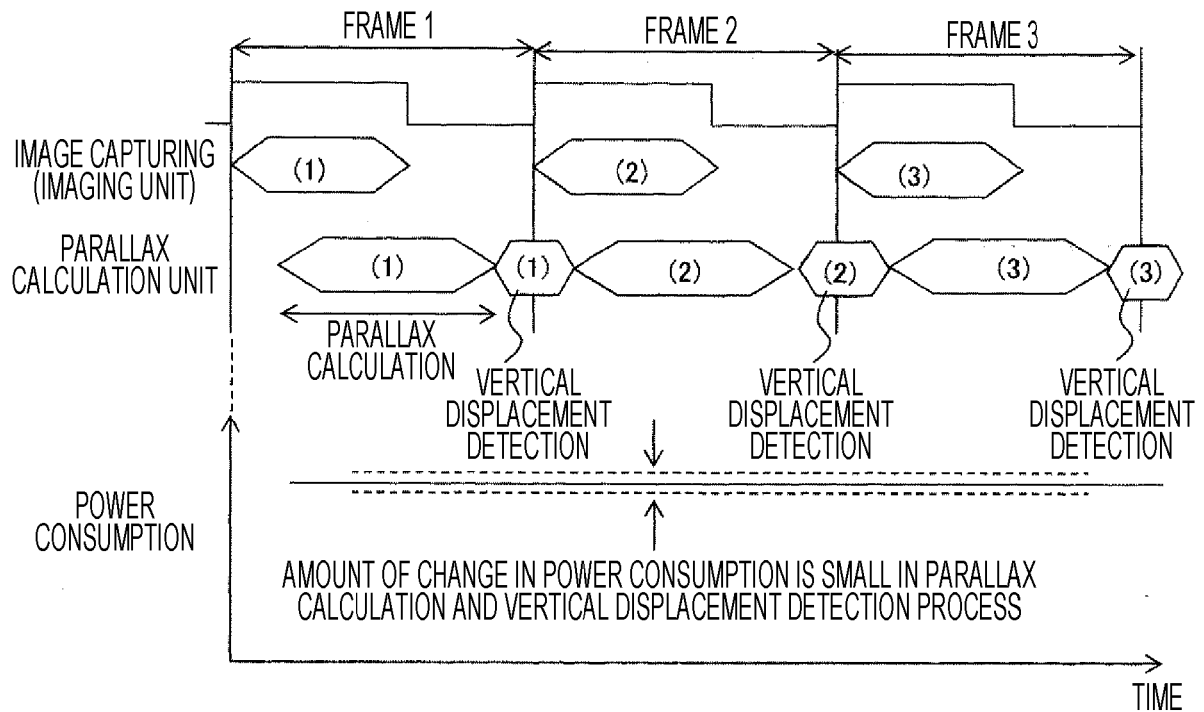 FRAME 1
FRAME 2
FRAME 3
IMAGE CAPTURING
(IMAGING UNIT)
(1)
(2)
(3)
PARALLAX
CALCULATION UNIT
(1)
(1)
(2)
(2)
(3)
(3)
PARALLAX
CALCULATION
VERTICAL
DISPLACEMENT
DETECTION
VERTICAL
DISPLACEMENT
DETECTION
VERTICAL
DISPLACEMENT
DETECTION
POWER
CONSUMPTION
AMOUNT OF CHANGE IN POWER CONSUMPTION IS SMALL IN PARALLAX
CALCULATION AND VERTICAL DISPLACEMENT DETECTION PROCESS
TIME